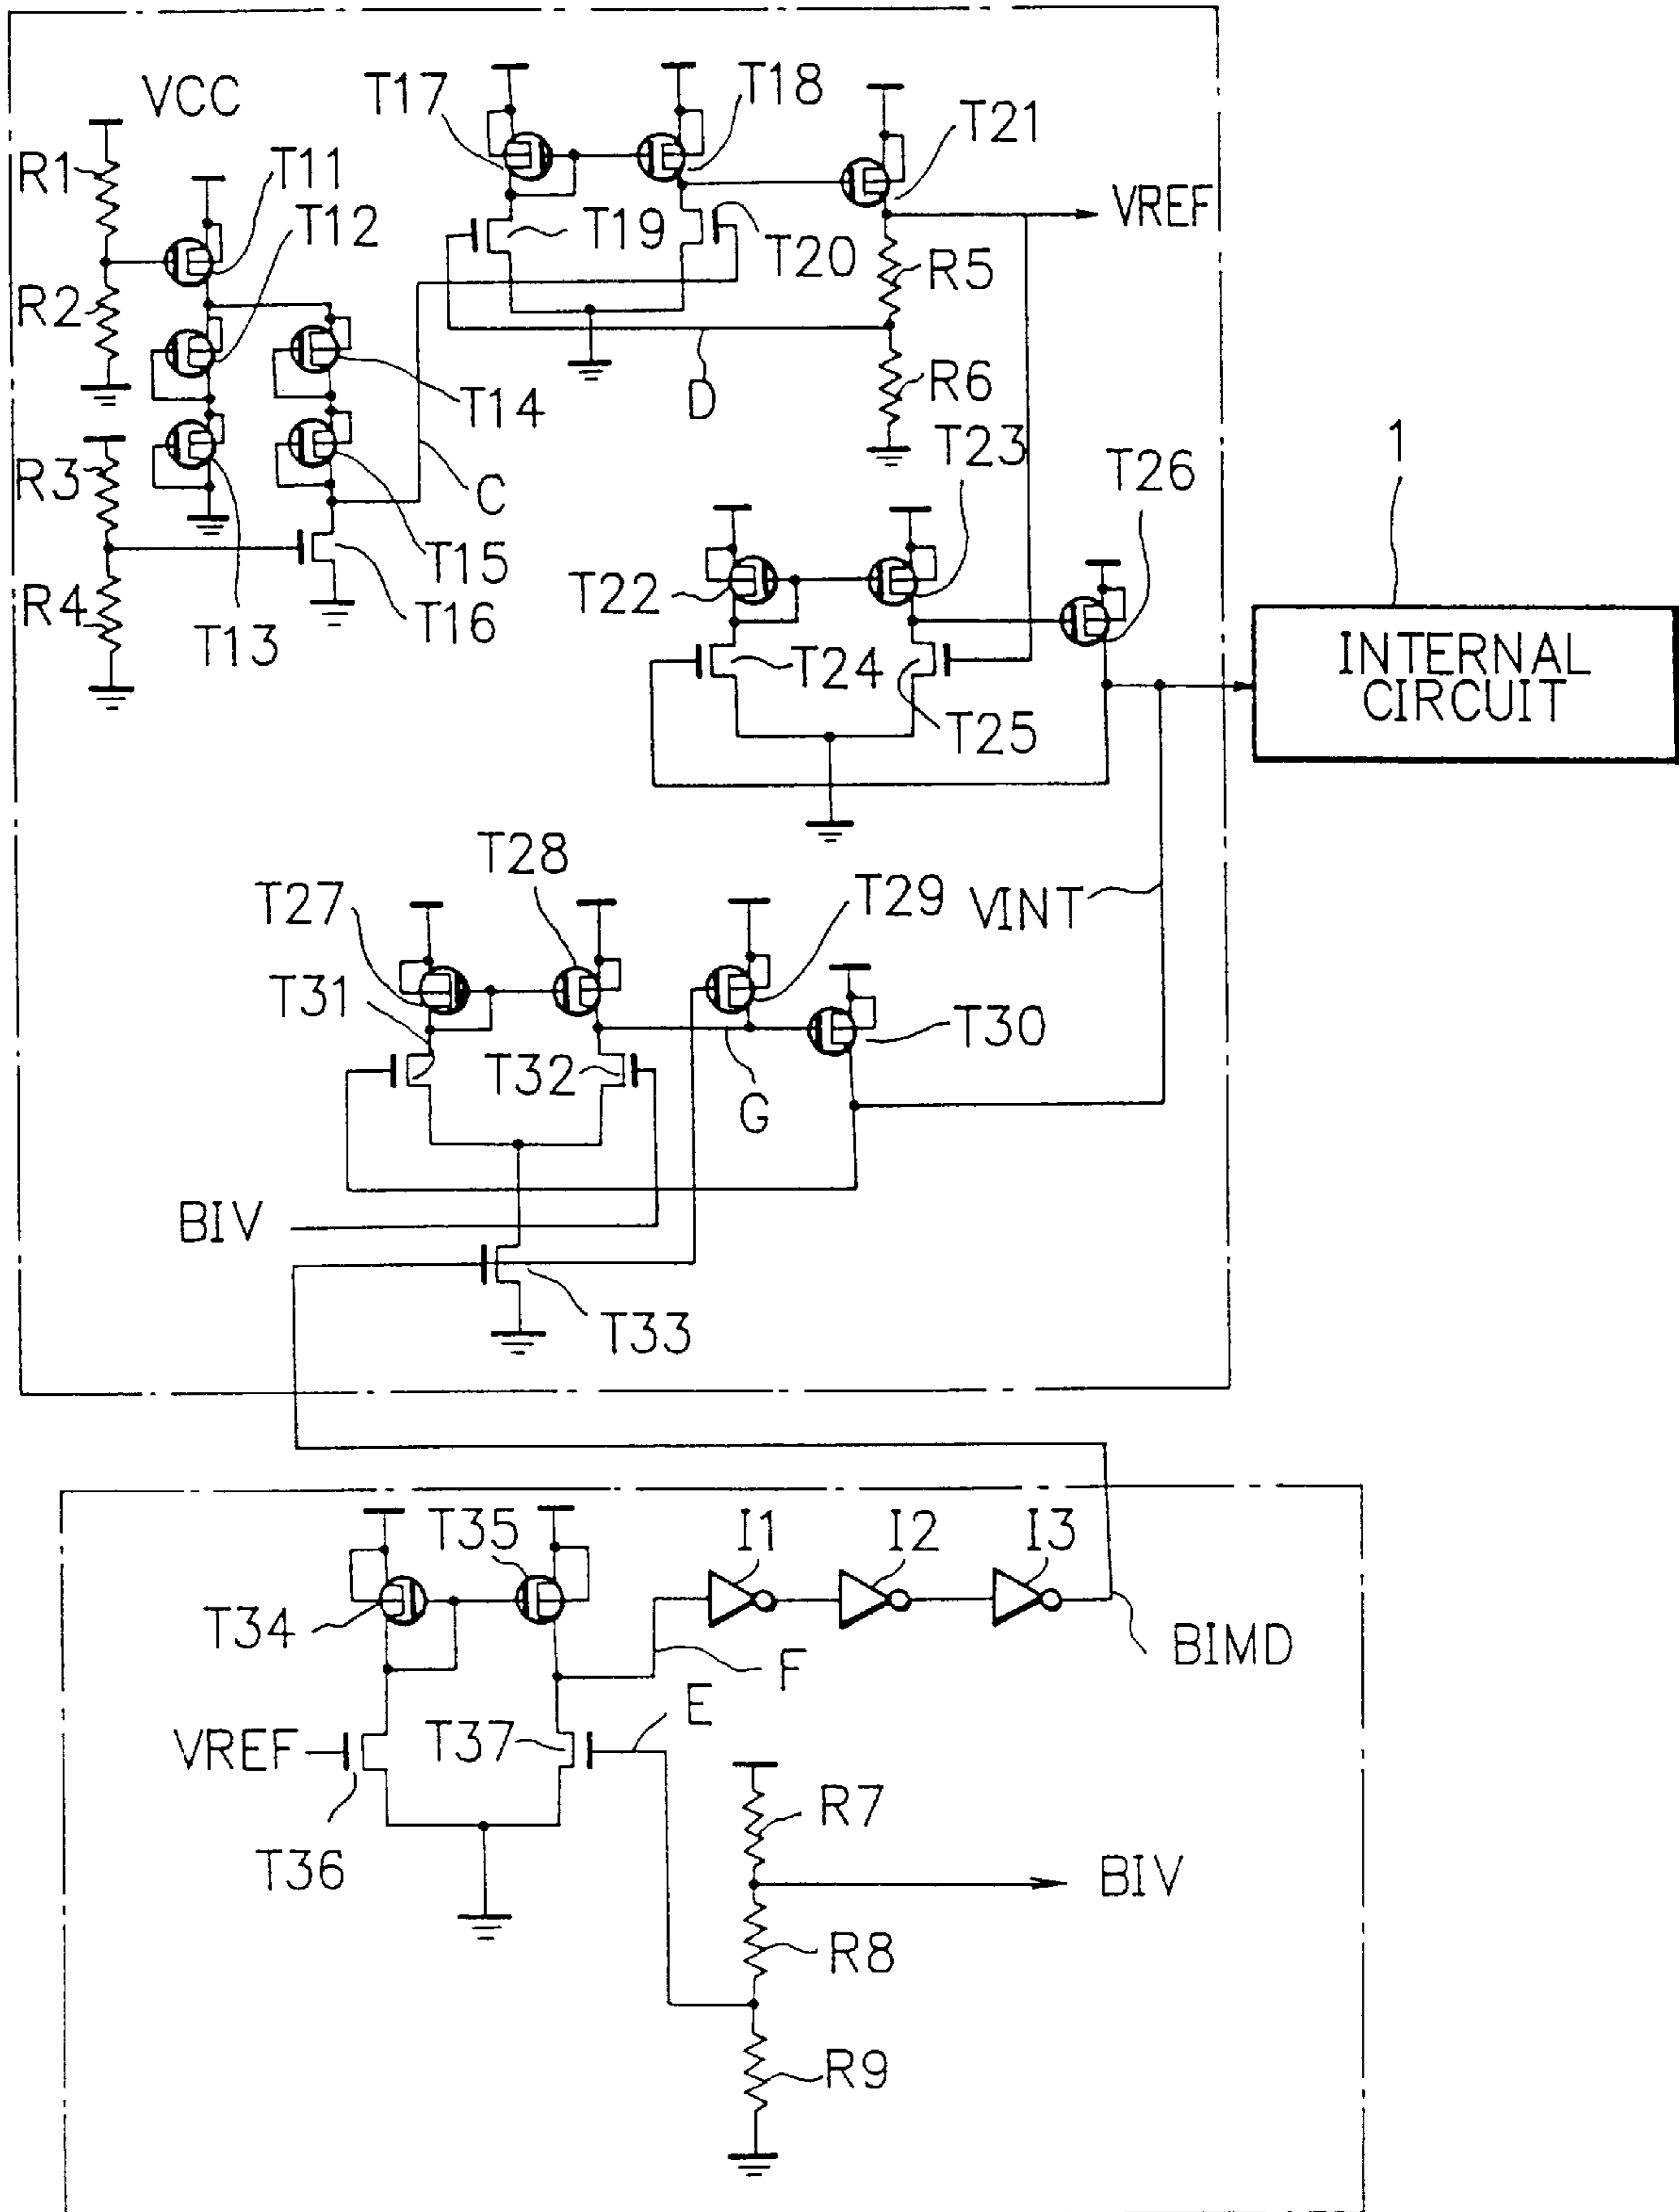 VCC
T17
T18
T21
R1
T11
T12
T19
T20
VREF
R2
R5
D
R6
T14
R3
C
T23
T26
1
R4
T15
T16
T13
T22
T24
T25
INTERNAL
CIRCUIT
T28
T27
T29
VINT
T31
T32
G
T30
BIV
T33
T35
I1
I2
I3
T34
F
BIMD
E
VREF
T37
T36
R7
BIV
R8
R9